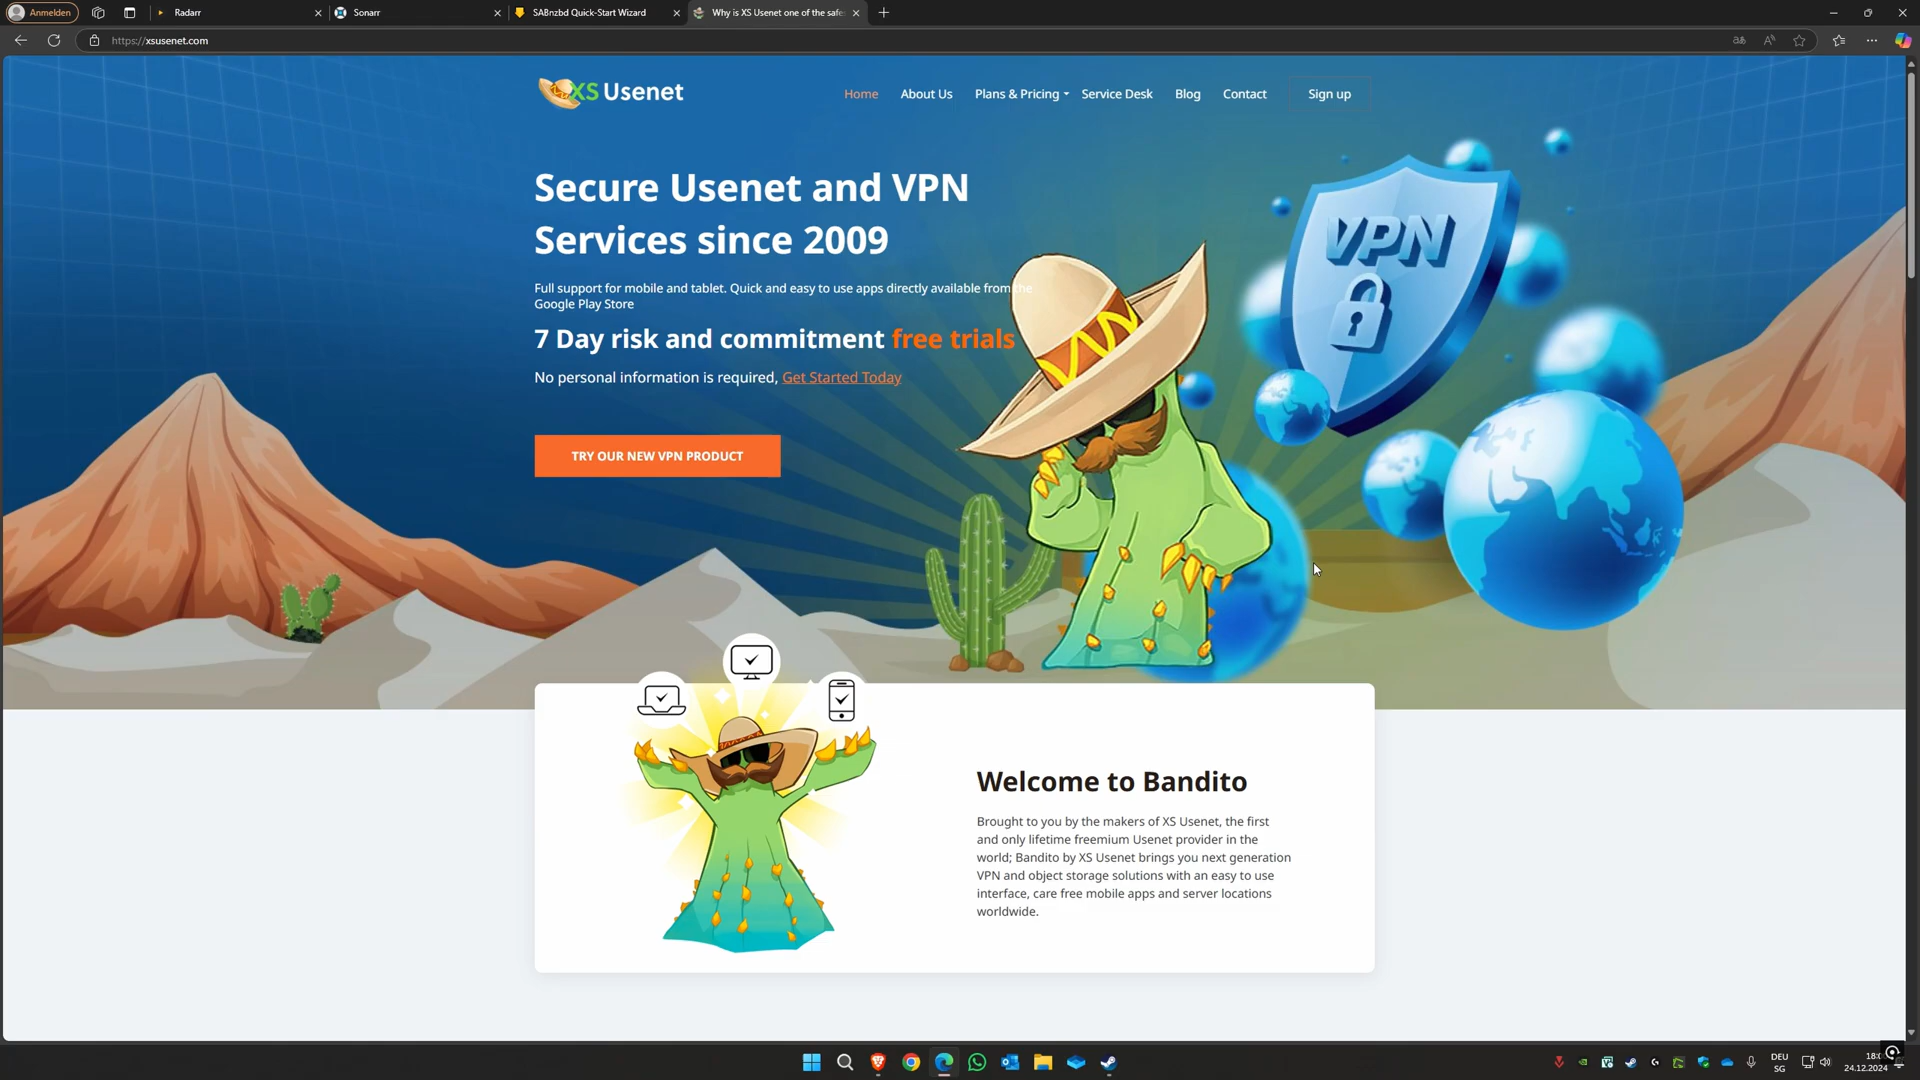 Anmelden
Radarr
Sonarr
SABnzbd Quick-Start Wizard
Why is XS Usenet one of the safes
https://xsusenet.com
XS Usenet
Home
About Us
Plans & Pricing
Service Desk
Blog
Contact
Sign up
Secure Usenet and VPN
Services since 2009
Full support for mobile and tablet. Quick and easy to use apps directly available from the
Google Play Store
7 Day risk and commitment free trials
No personal information is required, Get Started Today
TRY OUR NEW VPN PRODUCT
VPN
Welcome to Bandito
Brought to you by the makers of XS Usenet, the first
and only lifetime freemium Usenet provider in the
world; Bandito by XS Usenet brings you next generation
VPN and object storage solutions with an easy to use
interface, care free mobile apps and server locations
worldwide.
DEU
SG
24.12.2024